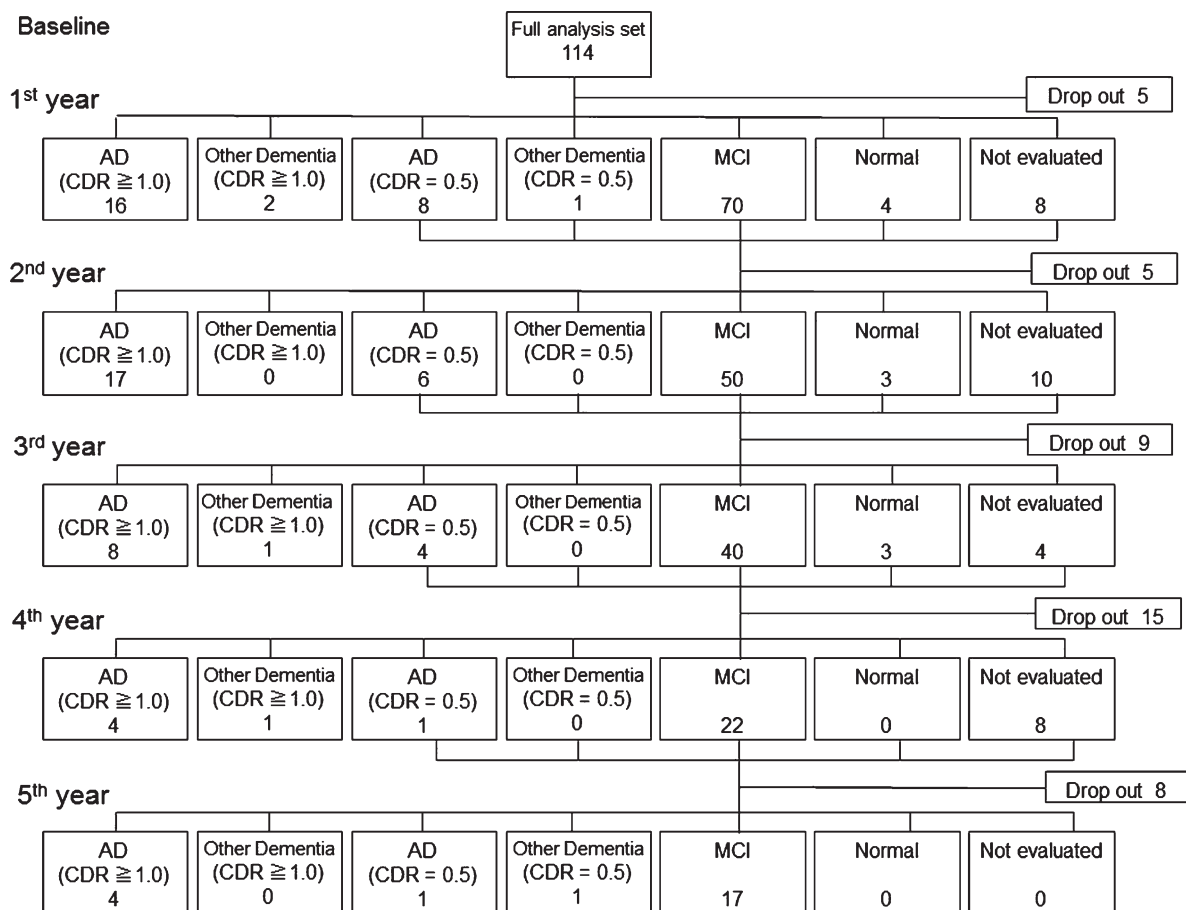 Baseline
Full analysis set
114
1st year
Drop out 5
AD
(CDR ≧ 1.0)
16
Other Dementia
(CDR ≧ 1.0)
2
AD
(CDR = 0.5)
8
Other Dementia
(CDR = 0.5)
1
MCI
70
Normal
4
Not evaluated
8
2nd year
Drop out 5
AD
(CDR ≧ 1.0)
17
Other Dementia
(CDR ≧ 1.0)
0
AD
(CDR = 0.5)
6
Other Dementia
(CDR = 0.5)
0
MCI
50
Normal
3
Not evaluated
10
3rd year
Drop out 9
AD
(CDR ≧ 1.0)
8
Other Dementia
(CDR ≧ 1.0)
1
AD
(CDR = 0.5)
4
Other Dementia
(CDR = 0.5)
0
MCI
40
Normal
3
Not evaluated
4
4th year
Drop out 15
AD
(CDR ≧ 1.0)
4
Other Dementia
(CDR ≧ 1.0)
1
AD
(CDR = 0.5)
1
Other Dementia
(CDR = 0.5)
0
MCI
22
Normal
0
Not evaluated
8
5th year
Drop out 8
AD
(CDR ≧ 1.0)
4
Other Dementia
(CDR ≧ 1.0)
0
AD
(CDR = 0.5)
1
Other Dementia
(CDR = 0.5)
1
MCI
17
Normal
0
Not evaluated
0